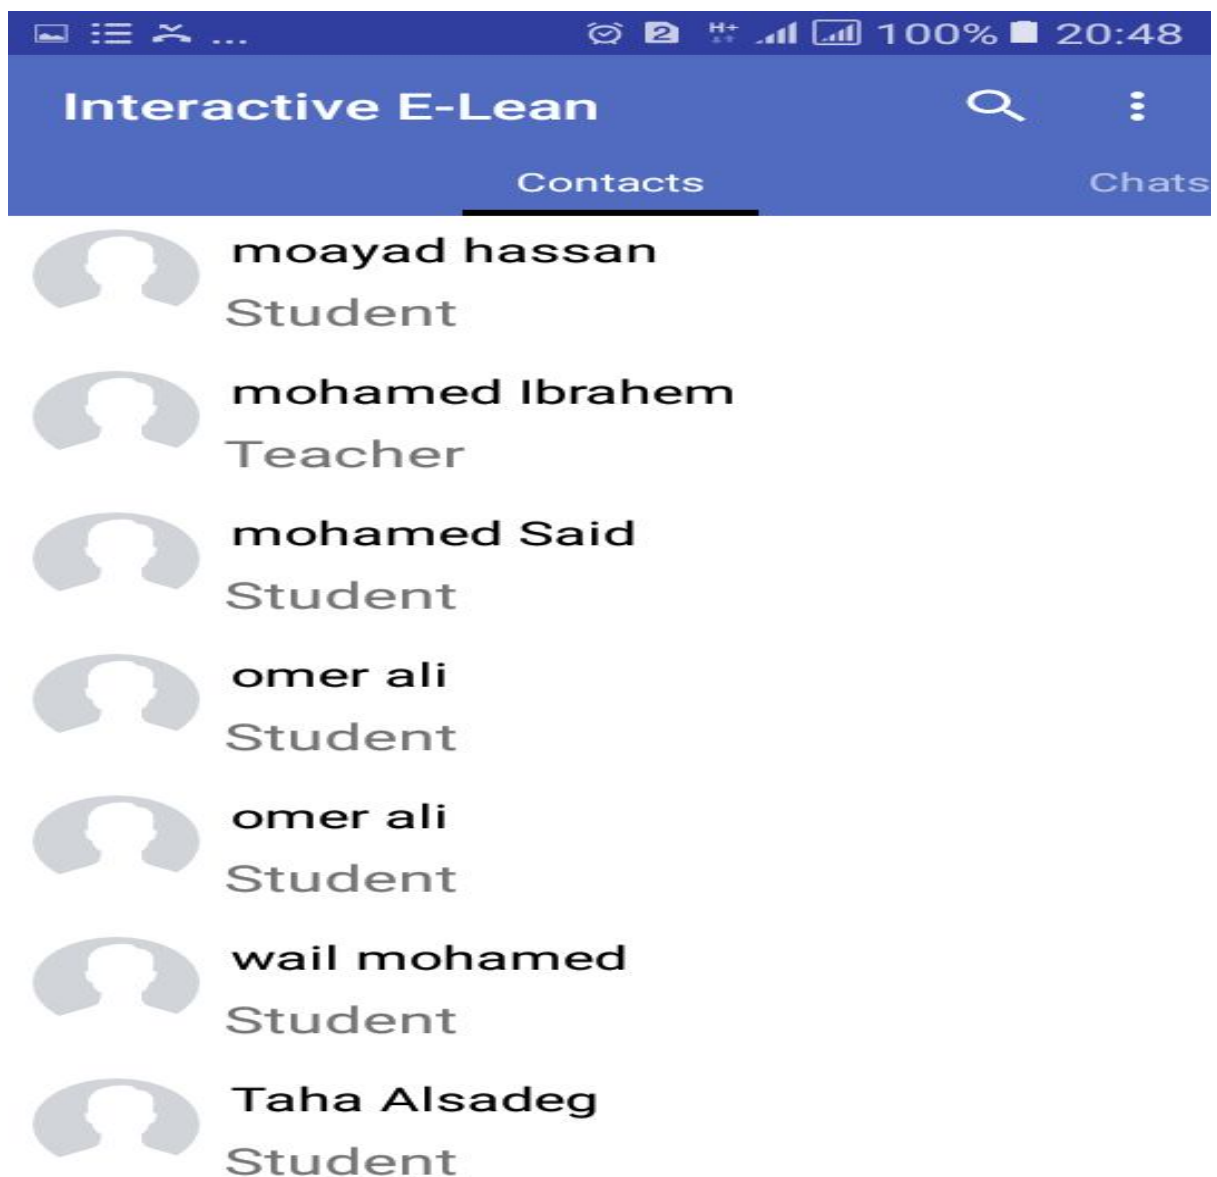 ... 2 H+ 100% 20:48
Interactive E-Lean
Contacts Chats
moayad hassan
Student
mohamed Ibrahem
Teacher
mohamed Said
Student
omer ali
Student
omer ali
Student
wail mohamed
Student
Taha Alsadeg
Student